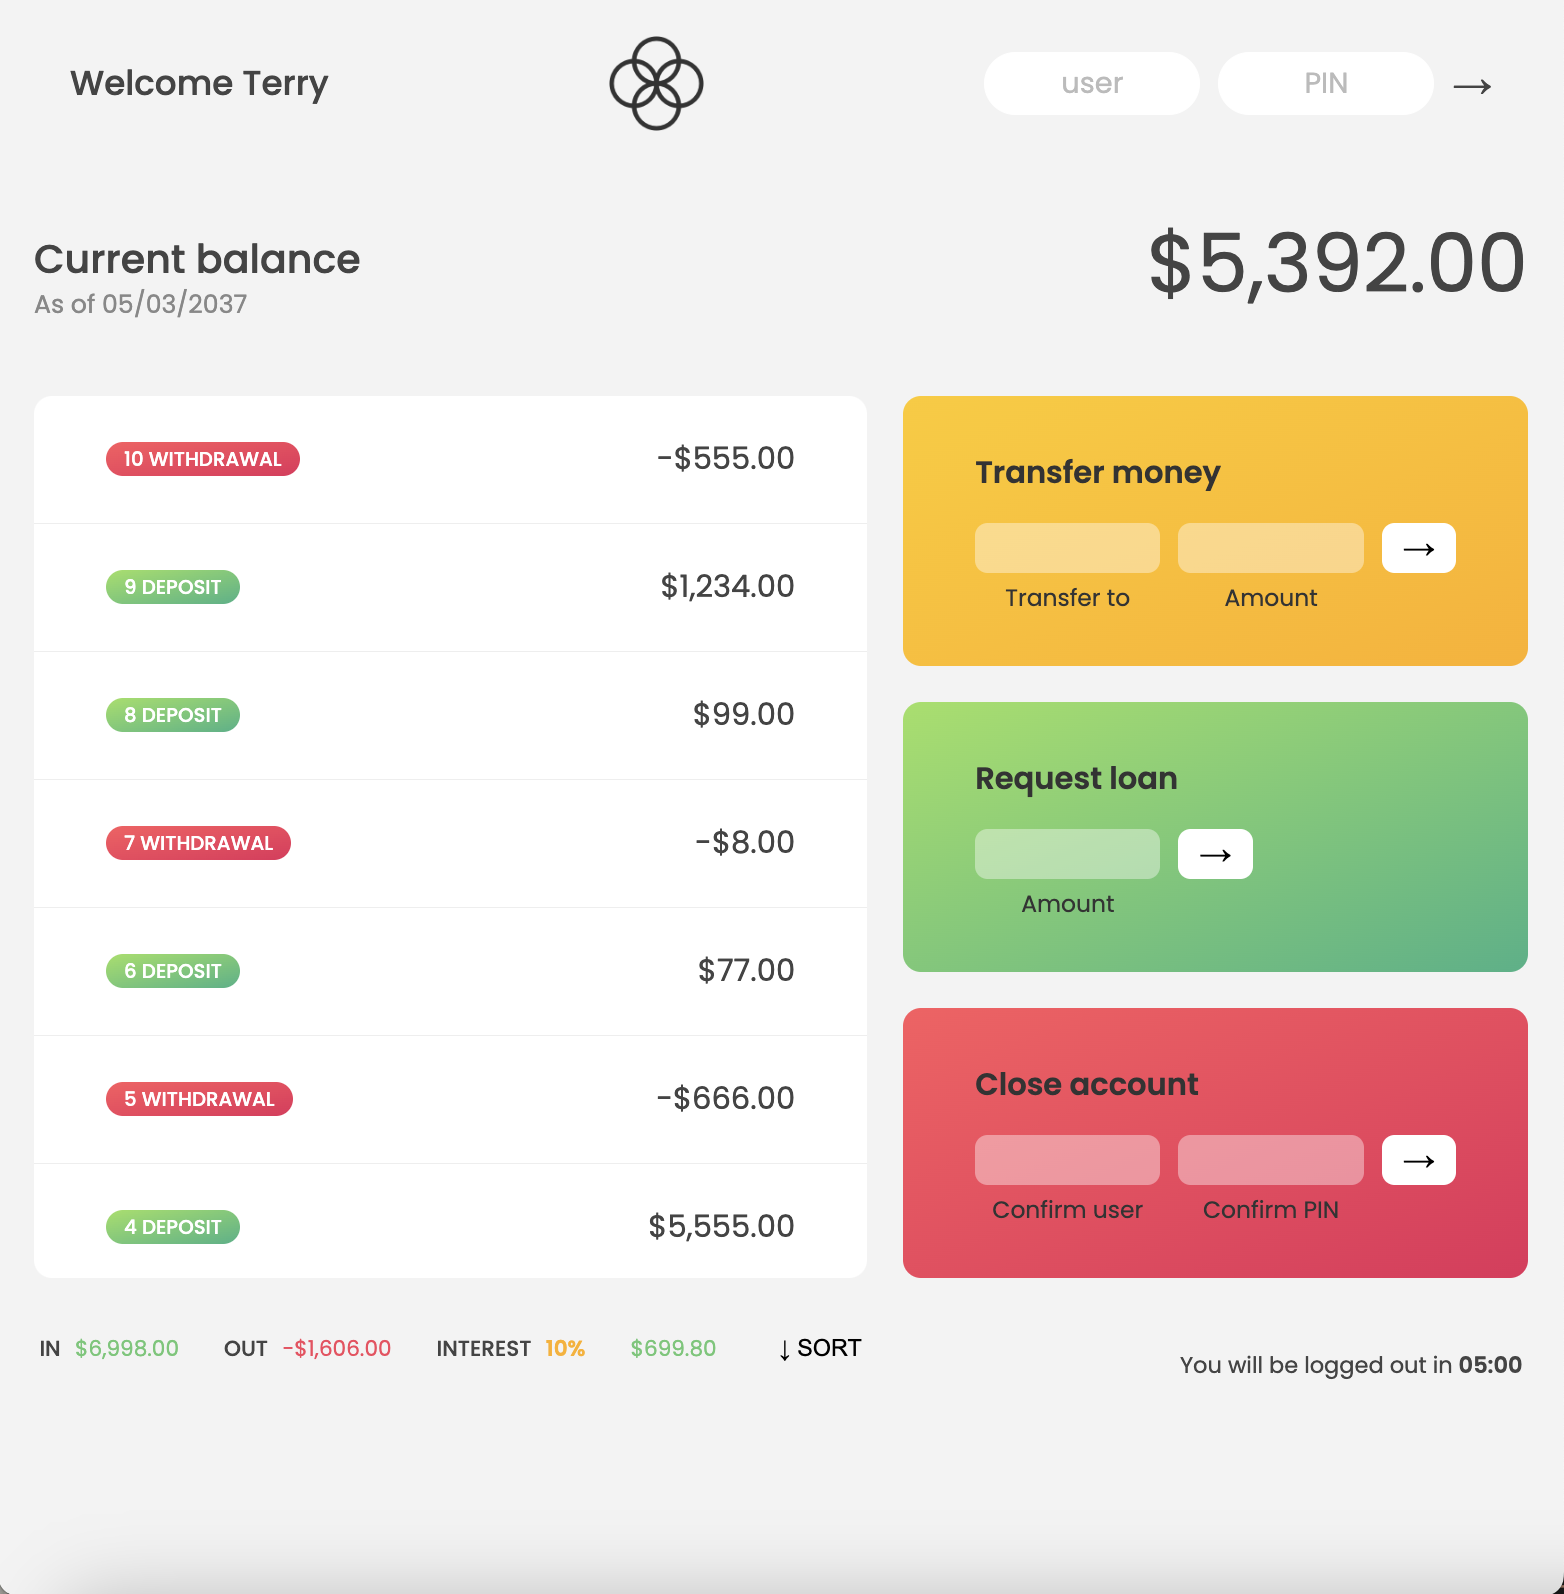 Welcome Terry
user
PIN
→
Current balance
As of 05/03/2037
$5,392.00
10 WITHDRAWAL
-$555.00
9 DEPOSIT
$1,234.00
8 DEPOSIT
$99.00
7 WITHDRAWAL
-$8.00
6 DEPOSIT
$77.00
5 WITHDRAWAL
-$666.00
4 DEPOSIT
$5,555.00
Transfer money
→
Transfer to
Amount
Request loan
→
Amount
Close account
→
Confirm user
Confirm PIN
IN $6,998.00 OUT -$1,606.00 INTEREST 10% $699.80 ↓ SORT
You will be logged out in 05:00